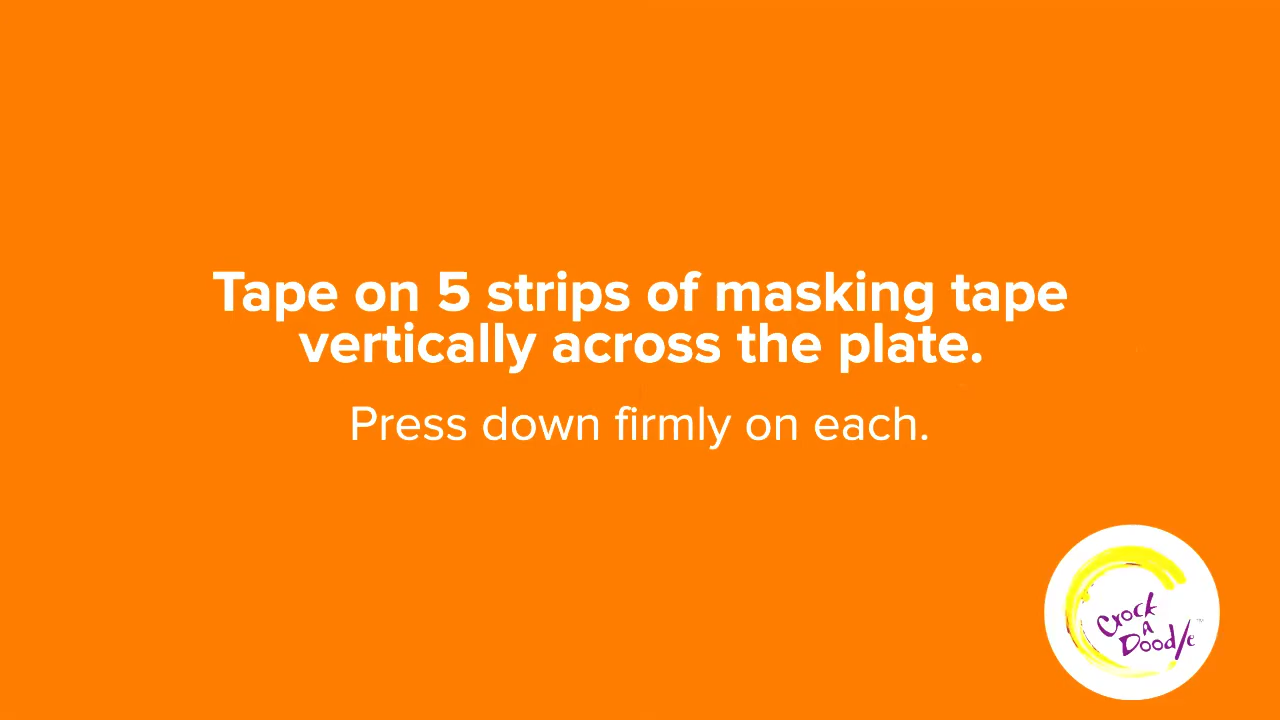 Tape on 5 strips of masking tape
vertically across the plate.
Press down firmly on each.
Crock
A
Doodle